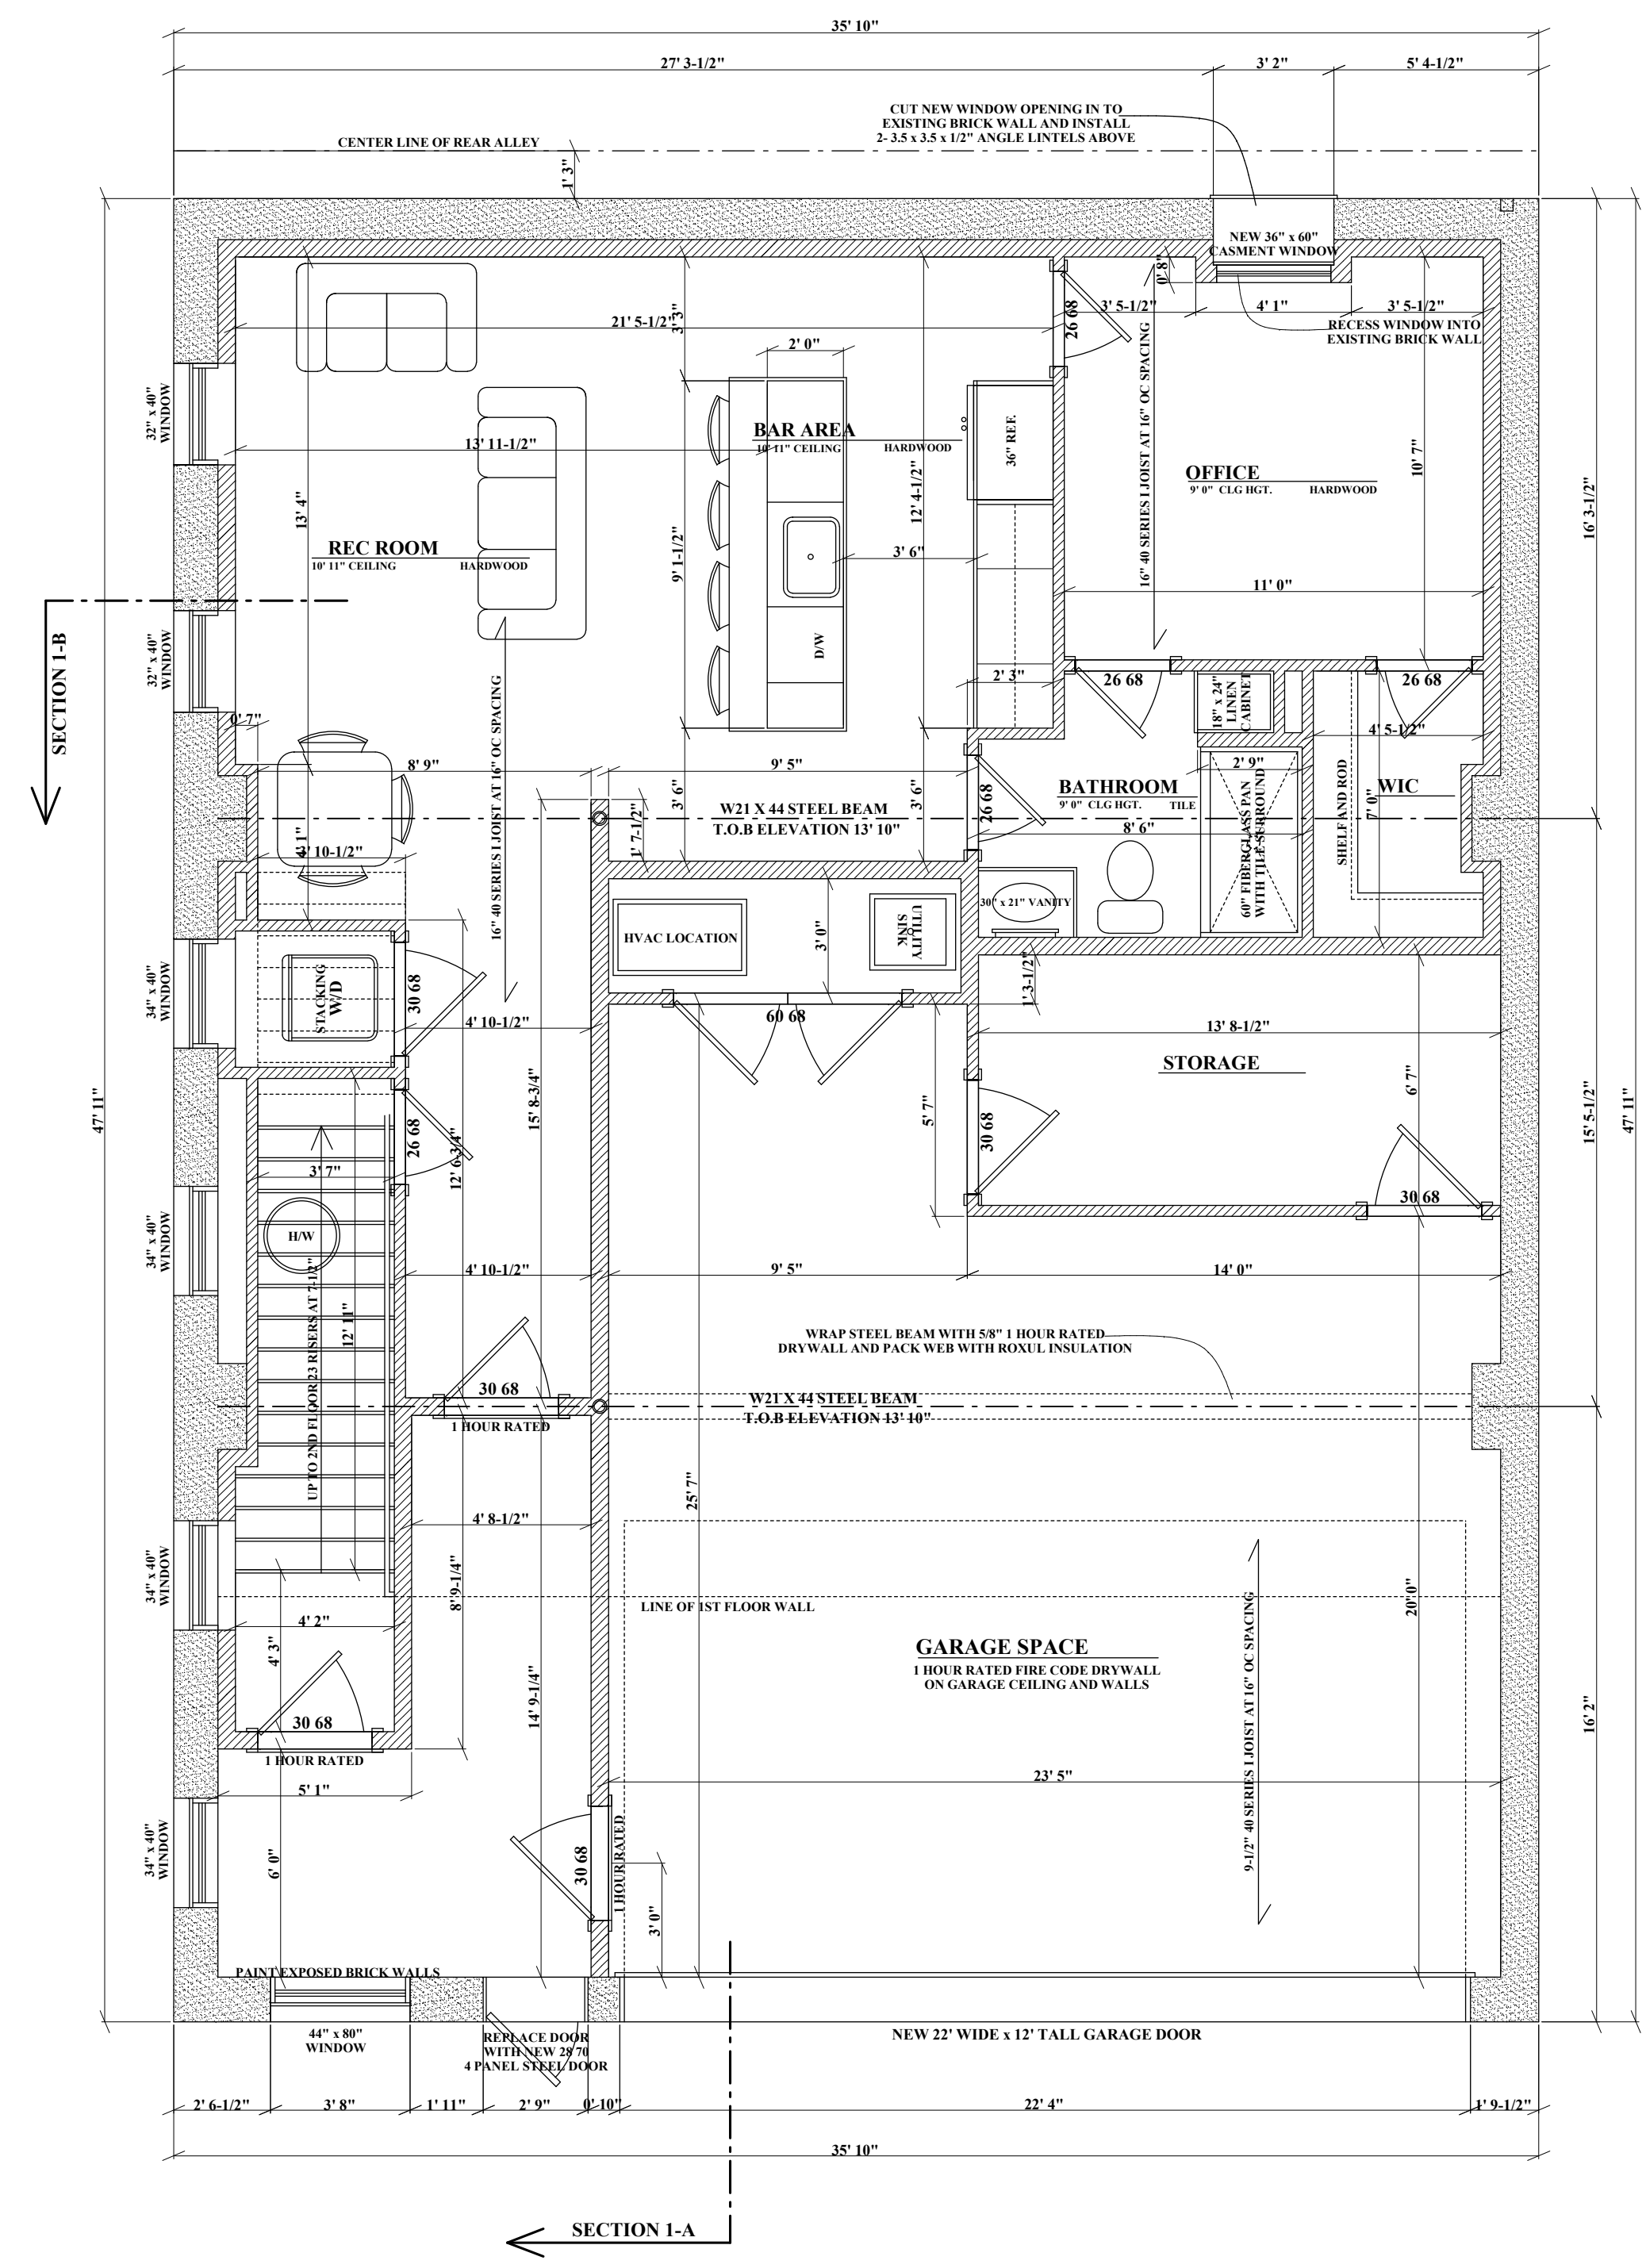 35' 10"
27' 3-1/2"
3' 2"
5' 4-1/2"
CUT NEW WINDOW OPENING IN TO
EXISTING BRICK WALL AND INSTALL
2- 3.5 x 3.5 x 1/2" ANGLE LINTELS ABOVE
CENTER LINE OF REAR ALLEY
1' 3"
NEW 36" x 60"
CASMENT WINDOW
0' 8"
3' 5-1/2"
4' 1"
3' 5-1/2"
RECESS WINDOW INTO
EXISTING BRICK WALL
21' 5-1/2"
3' 3"
2' 0"
26 68
32" x 40"
WINDOW
13' 11-1/2"
BAR AREA
10' 11" CEILING
HARDWOOD
36" REF.
16" 40 SERIES I JOIST AT 16" OC SPACING
10' 7"
OFFICE
9' 0" CLG HGT.
HARDWOOD
13' 4"
12' 4-1/2"
16' 3-1/2"
REC ROOM
10' 11" CEILING
HARDWOOD
9' 1-1/2"
3' 6"
11' 0"
SECTION 1-B
32" x 40"
WINDOW
D/W
2' 3"
26 68
18" x 24"
LINEN
CABINET
26 68
16" 40 SERIES I JOIST AT 16" OC SPACING
0' 7"
4' 5-1/2"
8' 9"
9' 5"
2' 9"
3' 6"
3' 6"
26 68
BATHROOM
9' 0" CLG HGT.
TILE
WIC
SHELF AND ROD
7' 0"
W21 X 44 STEEL BEAM
T.O.B ELEVATION 13' 10"
1' 7-1/2"
8' 6"
60" FIBERGLASS PAN
WITH TILE SURROUND
4' 1"
3' 10-1/2"
30" x 21" VANITY
HVAC LOCATION
3' 0"
UTILITY
SINK
34" x 40"
WINDOW
STACKING
W/D
30 68
4' 10-1/2"
60 68
1' 3-1/2"
13' 8-1/2"
STORAGE
6' 7"
47' 11"
15' 8-3/4"
5' 7"
15' 5-1/2"
47' 11"
26 68
12' 6-3/4"
30 68
3' 7"
30 68
34" x 40"
WINDOW
H/W
4' 10-1/2"
9' 5"
14' 0"
UP TO 2ND FLOOR 23 RISERS AT 7-1/2"
12' 11"
WRAP STEEL BEAM WITH 5/8" 1 HOUR RATED
DRYWALL AND PACK WEB WITH ROXUL INSULATION
30 68
1 HOUR RATED
W21 X 44 STEEL BEAM
T.O.B ELEVATION 13' 10"
25' 7"
4' 8-1/2"
34" x 40"
WINDOW
8' 9-1/4"
LINE OF 1ST FLOOR WALL
20' 0"
4' 2"
4' 3"
GARAGE SPACE
1 HOUR RATED FIRE CODE DRYWALL
ON GARAGE CEILING AND WALLS
9-1/2" 40 SERIES I JOIST AT 16" OC SPACING
14' 9-1/4"
16' 2"
30 68
1 HOUR RATED
5' 1"
23' 5"
34" x 40"
WINDOW
6' 0"
30 68
1 HOUR RATED
3' 0"
PAINT EXPOSED BRICK WALLS
44" x 80"
WINDOW
REPLACE DOOR
WITH NEW 28 70
4 PANEL STEEL DOOR
NEW 22' WIDE x 12' TALL GARAGE DOOR
2' 6-1/2"
3' 8"
1' 11"
2' 9"
0' 10"
22' 4"
1' 9-1/2"
35' 10"
SECTION 1-A